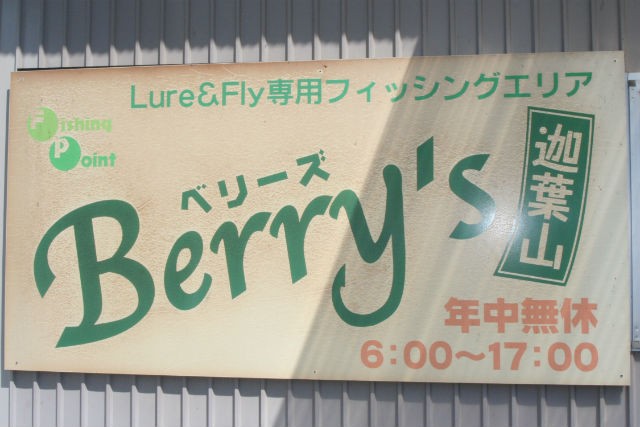 Lure&Fly専用フィッシングエリア
Fishing
Point
ベリーズ
Berry's
迦葉山
年中無休
6:00〜17:00